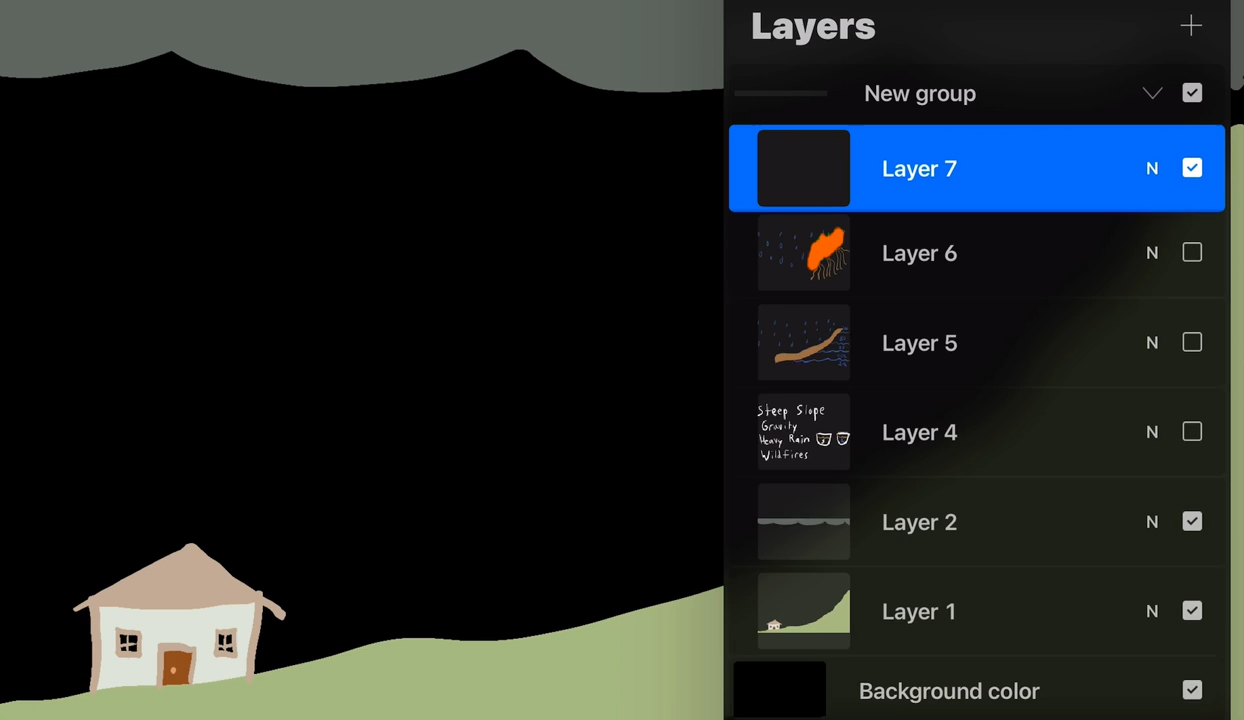 Layers
New group
Layer 7 N
Layer 6 N
Layer 5 N
Steep Slope
Gravity
Heavy Rain
Wildfires
Layer 4 N
Layer 2 N
Layer 1 N
Background color